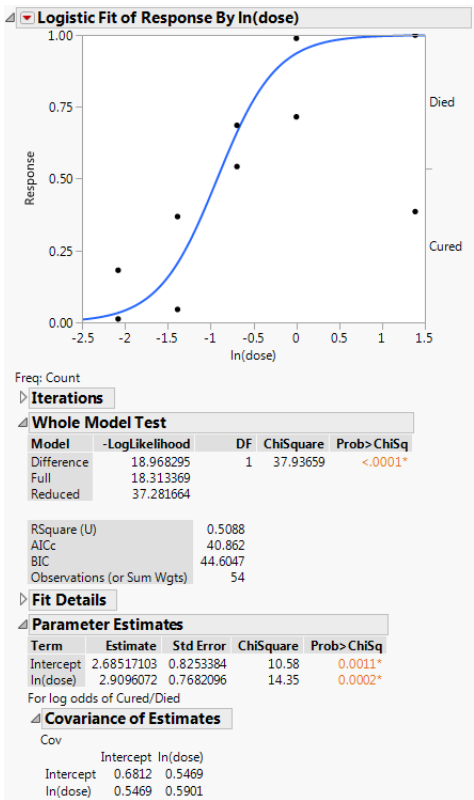 Logistic Fit of Response By ln(dose)
1.00
0.75
0.50
0.25
0.00
Response
Died
Cured
-2.5 -2 -1.5 -1 -0.5 0 0.5 1 1.5
ln(dose)
Freq: Count
Iterations
Whole Model Test
Model -LogLikelihood DF ChiSquare Prob>ChiSq
Difference 18.968295 1 37.93659 <.0001*
Full 18.313369
Reduced 37.281664
RSquare (U) 0.5088
AICc 40.862
BIC 44.6047
Observations (or Sum Wgts) 54
Fit Details
Parameter Estimates
Term Estimate Std Error ChiSquare Prob>ChiSq
Intercept 2.68517103 0.8253384 10.58 0.0011*
ln(dose) 2.9096072 0.7682096 14.35 0.0002*
For log odds of Cured/Died
Covariance of Estimates
Cov
Intercept ln(dose)
Intercept 0.6812 0.5469
ln(dose) 0.5469 0.5901